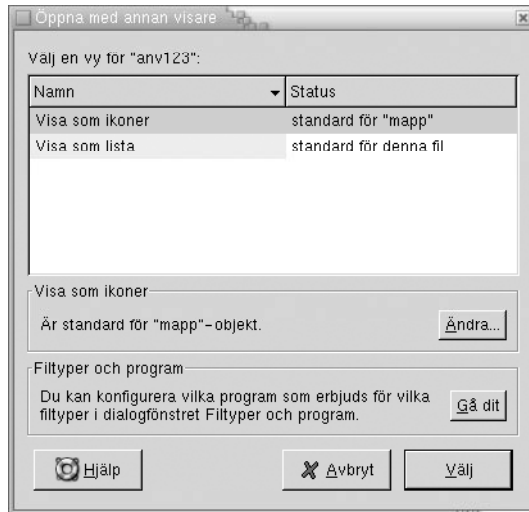 Öppna med annan visare
Välj en vy för "anv123":
Namn Status
Visa som ikoner standard för "mapp"
Visa som lista standard för denna fil
Visa som ikoner
Är standard för "mapp"-objekt.
Ändra...
Filtyper och program
Du kan konfigurera vilka program som erbjuds för vilka
filtyper i dialogfönstret Filtyper och program.
Gå dit
Hjälp Avbryt Välj